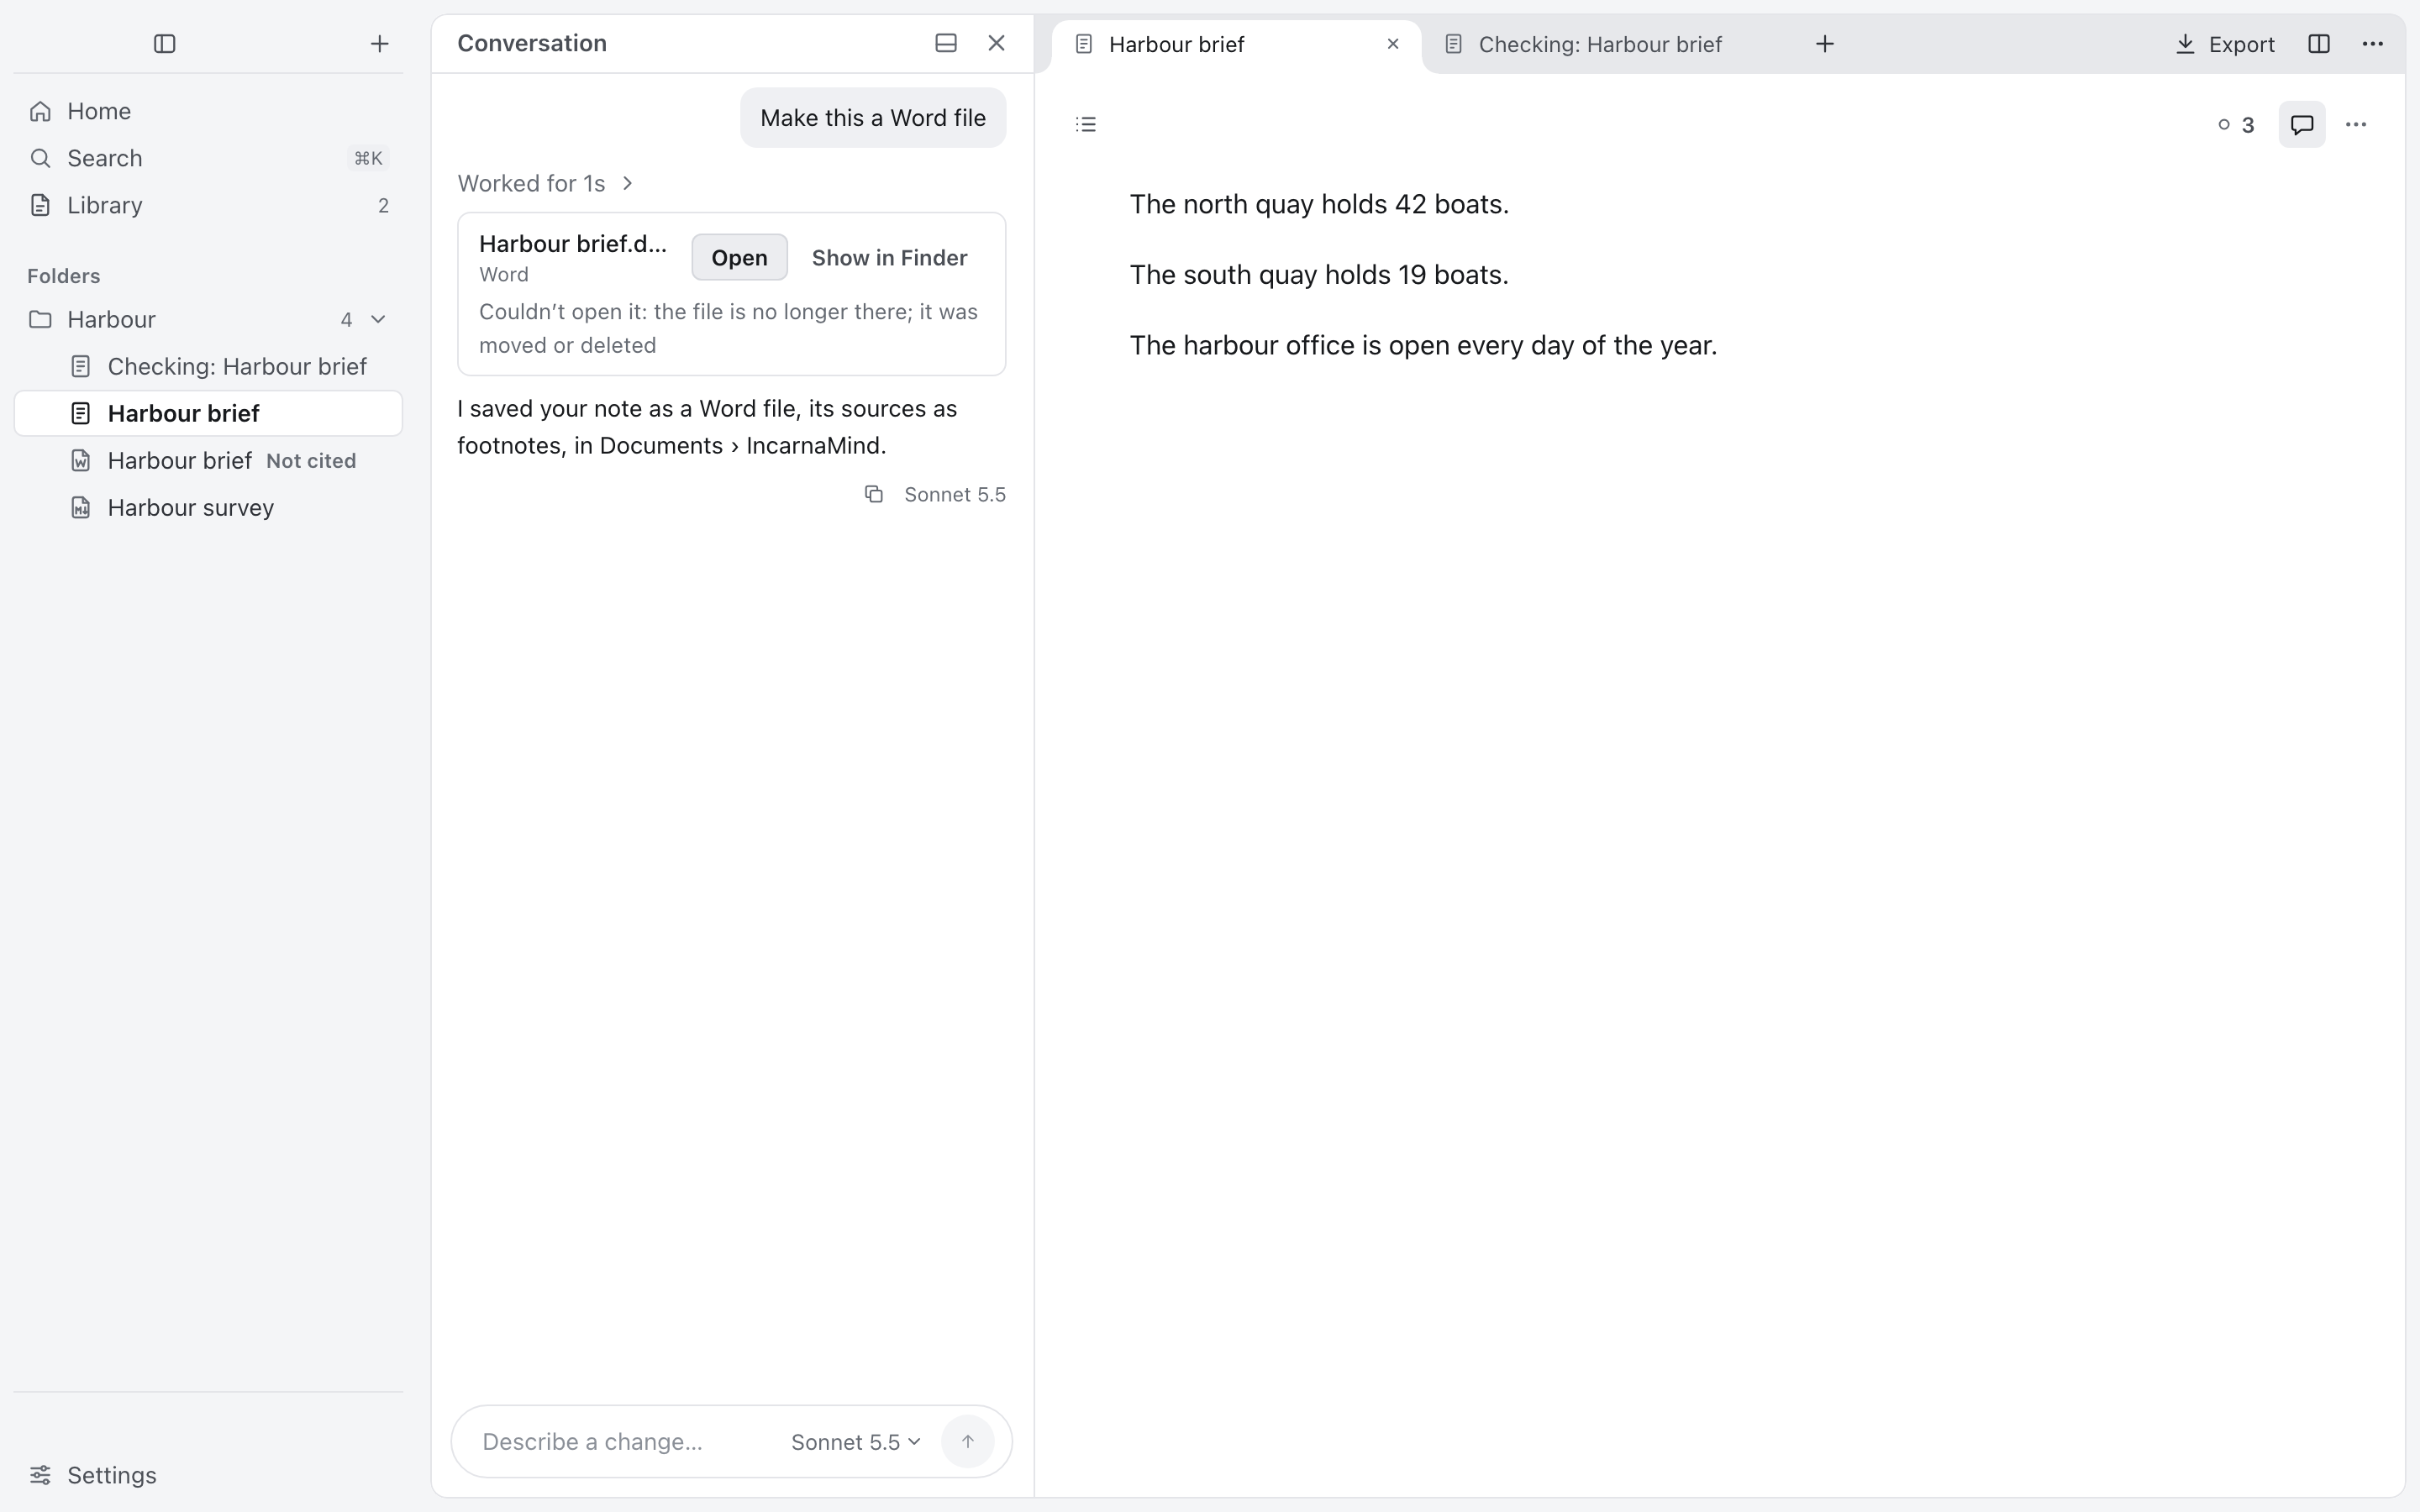 Home
Search ⌘K
Library 2
Folders
Harbour 4
Checking: Harbour brief
Harbour brief
Harbour brief Not cited
Harbour survey
Settings
Conversation
Make this a Word file
Worked for 1s
Harbour brief.d...
Word
Open
Show in Finder
Couldn’t open it: the file is no longer there; it was
moved or deleted
I saved your note as a Word file, its sources as
footnotes, in Documents › IncarnaMind.
Sonnet 5.5
Describe a change...
Sonnet 5.5
Harbour brief
Checking: Harbour brief
Export
3
The north quay holds 42 boats.
The south quay holds 19 boats.
The harbour office is open every day of the year.